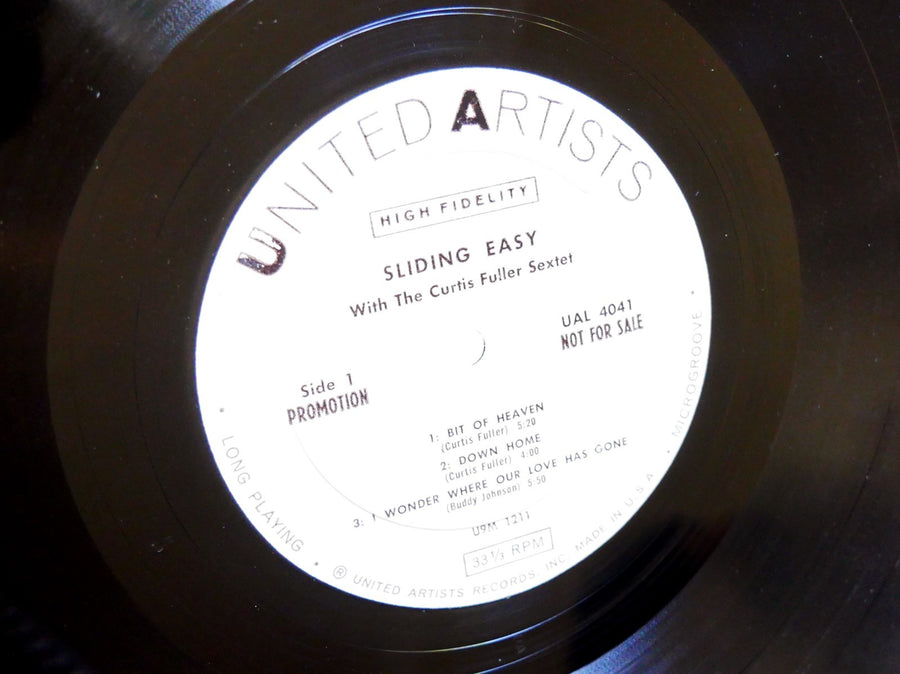 UNITED ARTISTS
HIGH FIDELITY
SLIDING EASY
With The Curtis Fuller Sextet
UAL 4041
NOT FOR SALE
Side 1
PROMOTION
1: BIT OF HEAVEN
(Curtis Fuller) 5:20
2: DOWN HOME
(Curtis Fuller) 4:00
3: I WONDER WHERE OUR LOVE HAS GONE
(Buddy Johnson) 5:50
U9M 1211
33 1/3 RPM
LONG PLAYING • ® UNITED ARTISTS RECORDS, INC. MADE IN U.S.A. • MICROGROOVE •